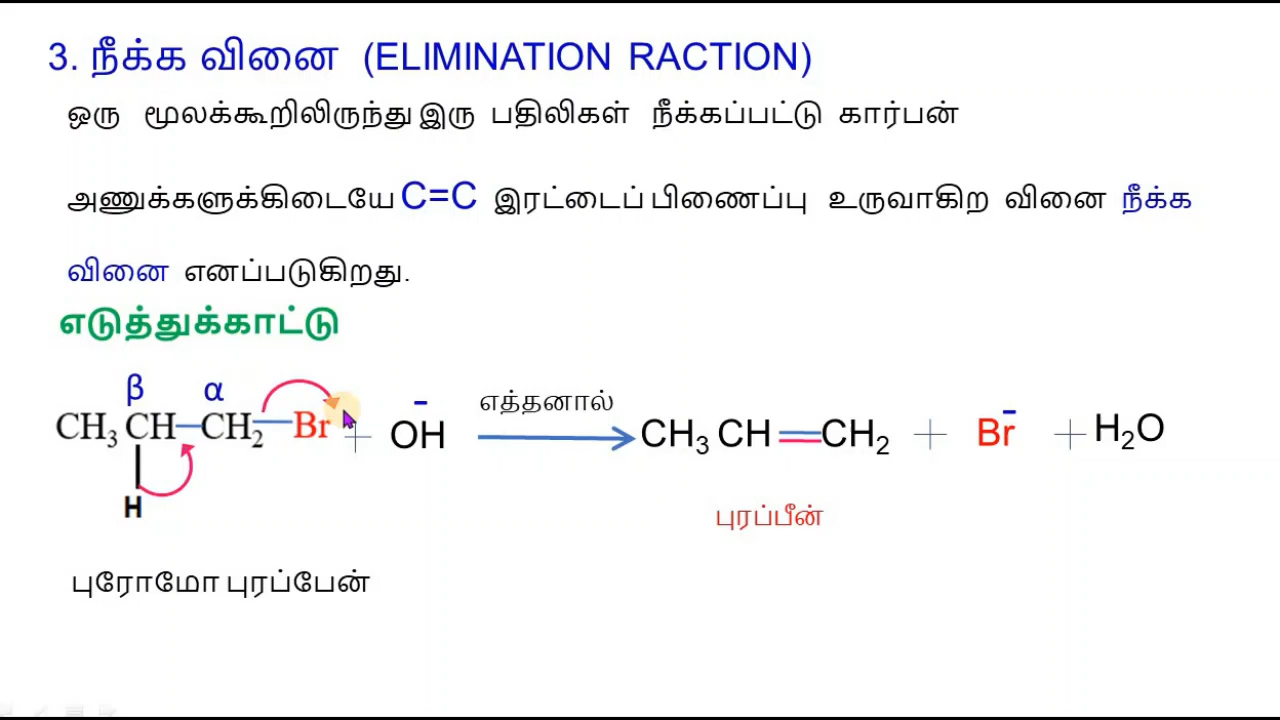 3. நீக்க வினை (ELIMINATION RACTION)
ஒரு மூலக்கூறிலிருந்து இரு பதிலிகள் நீக்கப்பட்டு கார்பன்
அணுக்களுக்கிடையே C=C இரட்டைப் பிணைப்பு உருவாகிற வினை நீக்க
வினை எனப்படுகிறது.
எடுத்துக்காட்டு
β α
எத்தனால்
CH₃ CH–CH₂–Br + OH⁻ → CH₃ CH=CH₂ + Br⁻ + H₂O
H
புரப்பீன்
புரோமோ புரப்பேன்